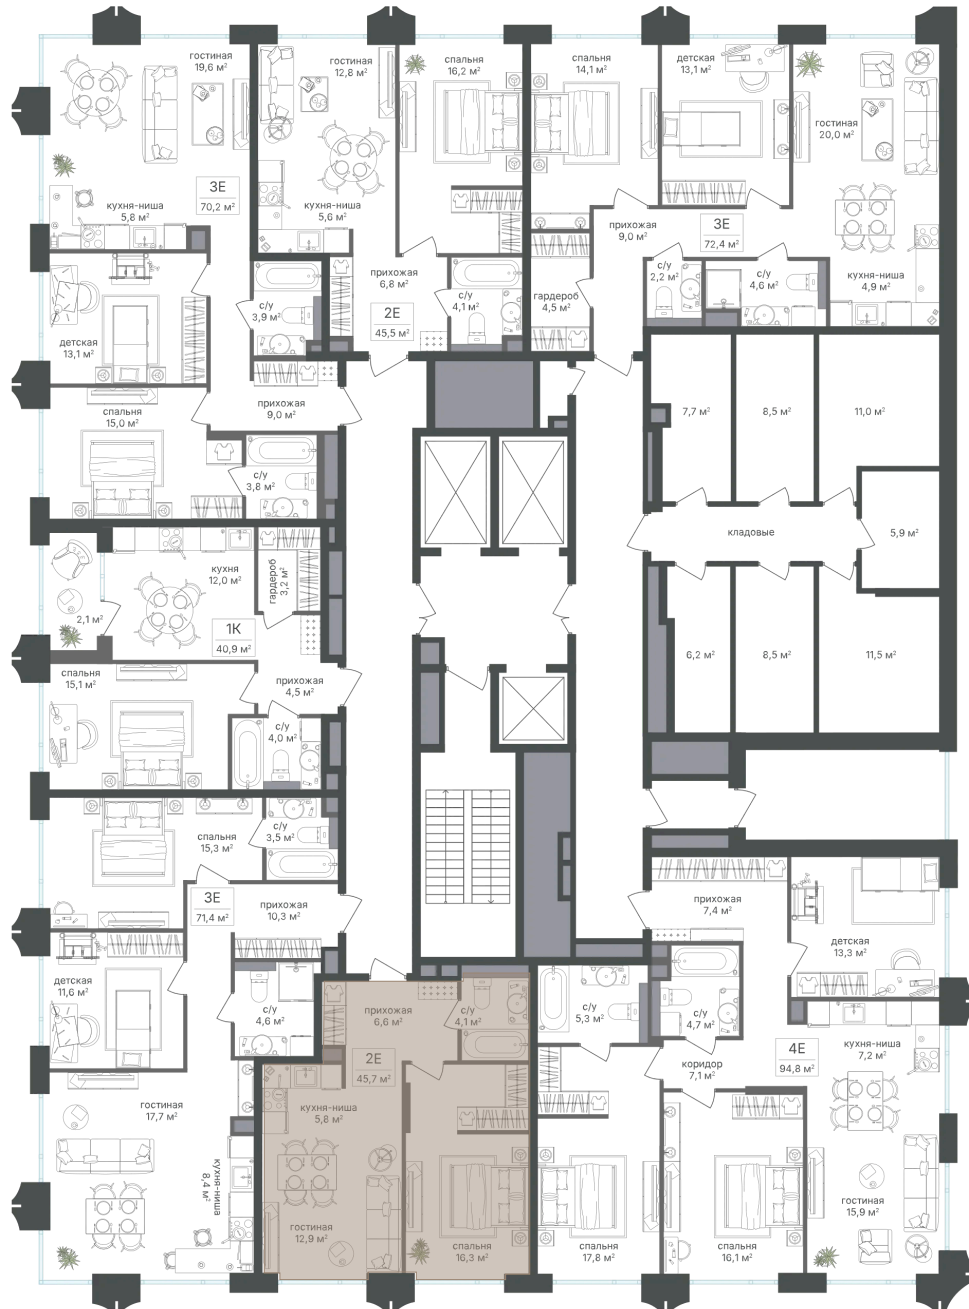 гостиная
19,6 м²
кухня-ниша
5,8 м²
3Е
70,2 м²
детская
13,1 м²
спальня
15,0 м²
с/у
3,9 м²
прихожая
9,0 м²
с/у
3,8 м²
гостиная
12,8 м²
кухня-ниша
5,6 м²
спальня
16,2 м²
прихожая
6,8 м²
2Е
45,5 м²
с/у
4,1 м²
спальня
14,1 м²
детская
13,1 м²
гостиная
20,0 м²
прихожая
9,0 м²
3Е
72,4 м²
гардероб
4,5 м²
с/у
2,2 м²
с/у
4,6 м²
кухня-ниша
4,9 м²
7,7 м²
8,5 м²
11,0 м²
кладовые
5,9 м²
6,2 м²
8,5 м²
11,5 м²
2,1 м²
кухня
12,0 м²
гардероб
3,2 м²
1К
40,9 м²
спальня
15,1 м²
прихожая
4,5 м²
с/у
4,0 м²
спальня
15,3 м²
с/у
3,5 м²
3Е
71,4 м²
прихожая
10,3 м²
детская
11,6 м²
с/у
4,6 м²
гостиная
17,7 м²
кухня-ниша
8,4 м²
прихожая
6,6 м²
с/у
4,1 м²
2Е
45,7 м²
кухня-ниша
5,8 м²
гостиная
12,9 м²
спальня
16,3 м²
прихожая
7,4 м²
детская
13,3 м²
с/у
5,3 м²
с/у
4,7 м²
коридор
7,1 м²
4Е
94,8 м²
кухня-ниша
7,2 м²
гостиная
15,9 м²
спальня
17,8 м²
спальня
16,1 м²